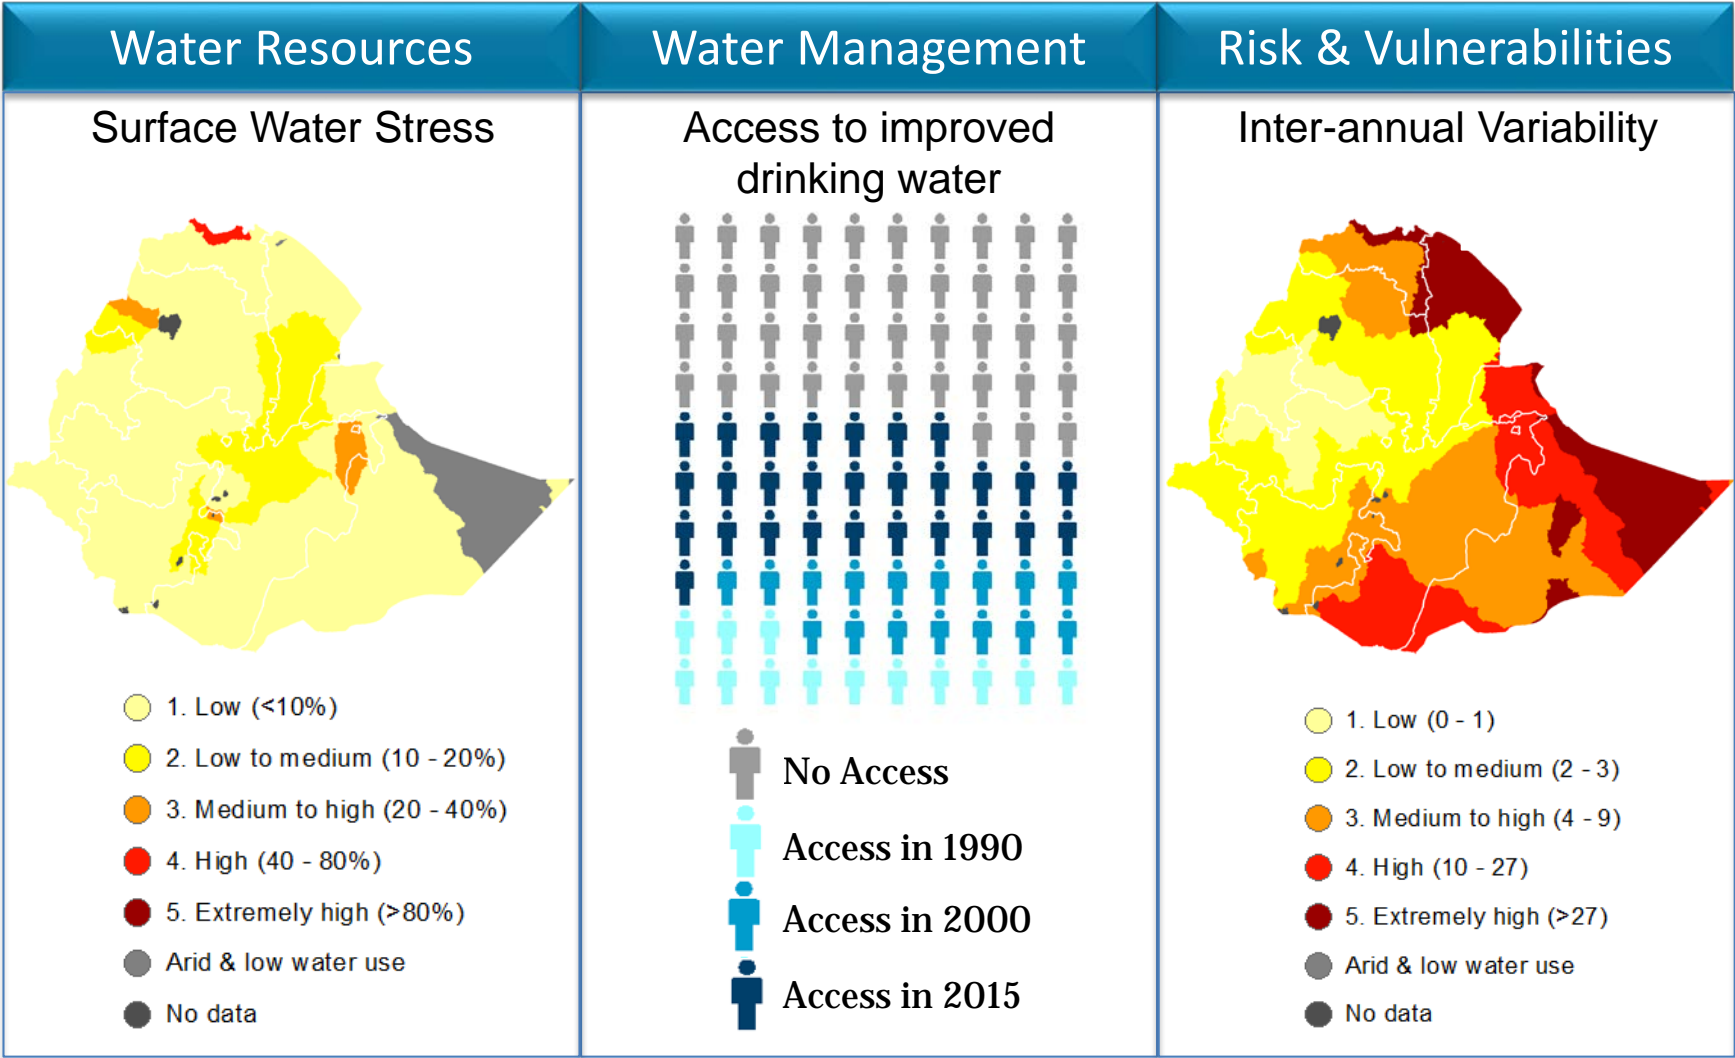 Water Resources
Surface Water Stress
1. Low (<10%)
2. Low to medium (10 - 20%)
3. Medium to high (20 - 40%)
4. High (40 - 80%)
5. Extremely high (>80%)
Arid & low water use
No data
Water Management
Access to improved
drinking water
No Access
Access in 1990
Access in 2000
Access in 2015
Risk & Vulnerabilities
Inter-annual Variability
1. Low (0 - 1)
2. Low to medium (2 - 3)
3. Medium to high (4 - 9)
4. High (10 - 27)
5. Extremely high (>27)
Arid & low water use
No data